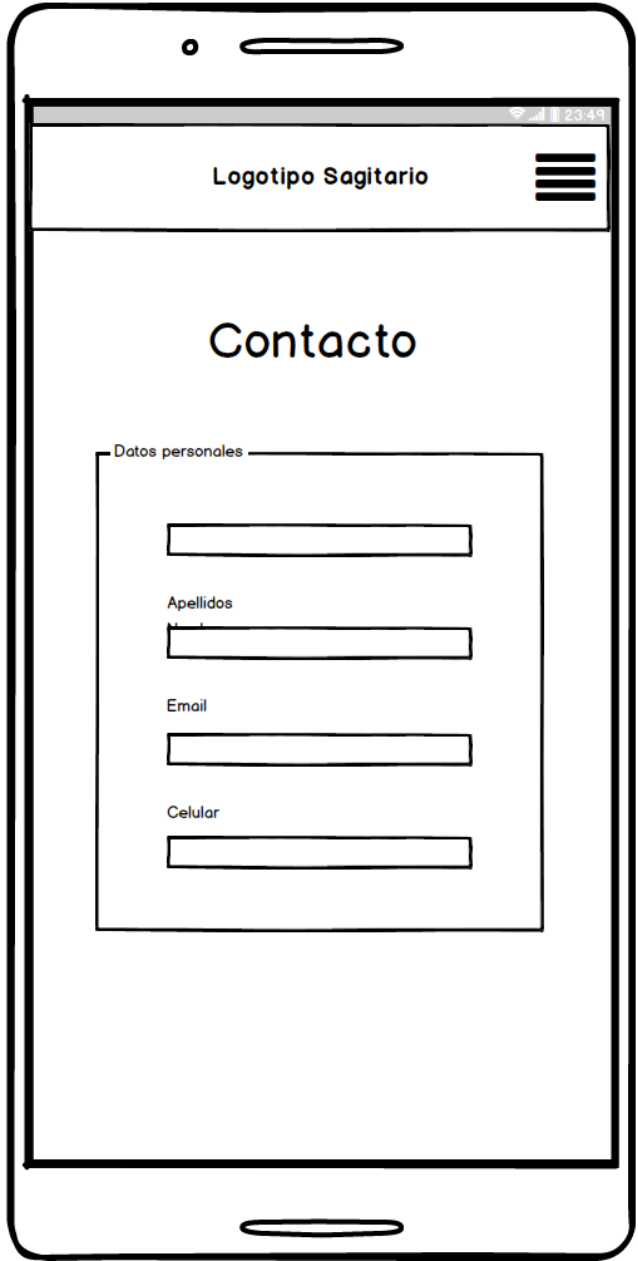 23:49
Logotipo Sagitario
Contacto
Datos personales
Apellidos
Email
Celular